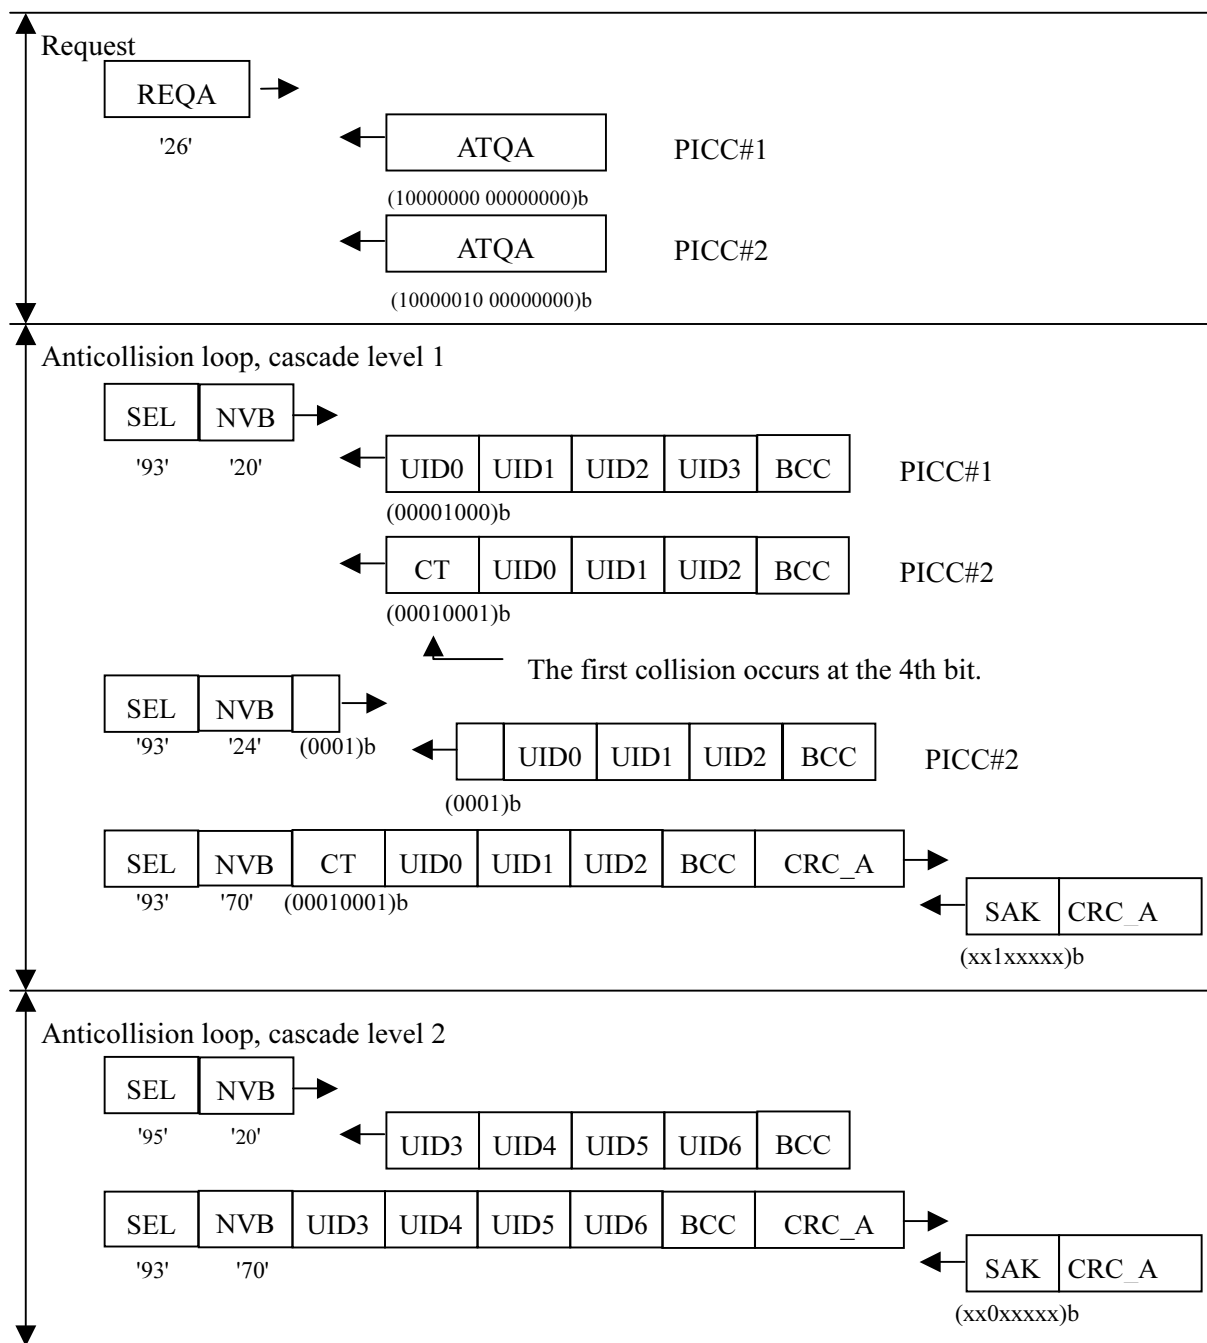 Request
REQA
'26'
ATQA PICC#1
(10000000 00000000)b
ATQA PICC#2
(10000010 00000000)b
Anticollision loop, cascade level 1
SEL NVB
'93' '20'
UID0 UID1 UID2 UID3 BCC PICC#1
(00001000)b
CT UID0 UID1 UID2 BCC PICC#2
(00010001)b
The first collision occurs at the 4th bit.
SEL NVB
'93' '24' (0001)b
UID0 UID1 UID2 BCC PICC#2
(0001)b
SEL NVB CT UID0 UID1 UID2 BCC CRC_A
'93' '70' (00010001)b
SAK CRC_A
(xx1xxxxx)b
Anticollision loop, cascade level 2
SEL NVB
'95' '20'
UID3 UID4 UID5 UID6 BCC
SEL NVB UID3 UID4 UID5 UID6 BCC CRC_A
'93' '70'
SAK CRC_A
(xx0xxxxx)b